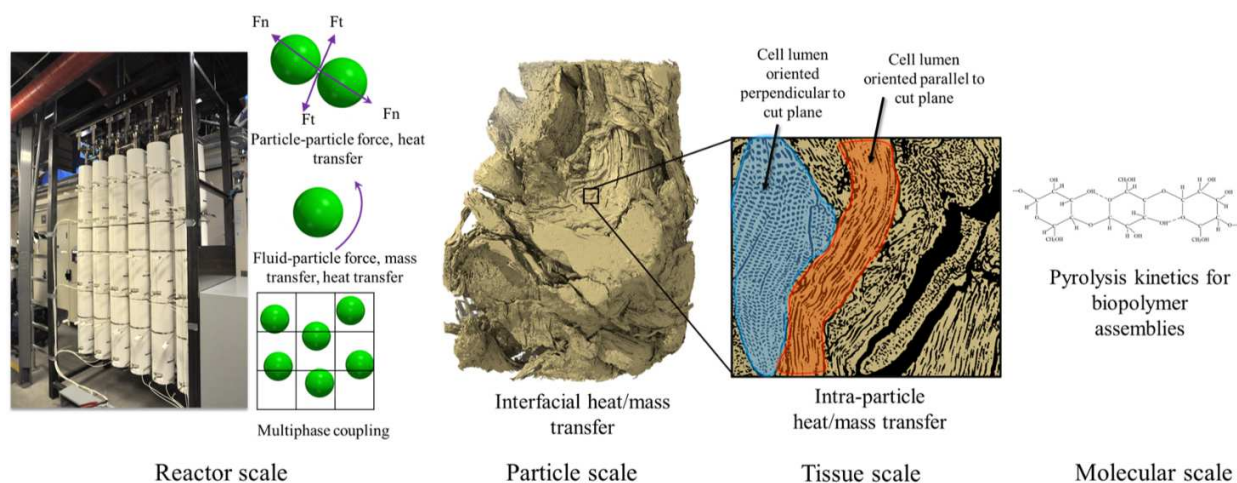 Fn
Ft
Ft
Fn
Particle-particle force, heat
transfer
Fluid-particle force, mass
transfer, heat transfer
Multiphase coupling
Reactor scale
Interfacial heat/mass
transfer
Particle scale
Cell lumen
oriented
perpendicular to
cut plane
Cell lumen
oriented parallel to
cut plane
Intra-particle
heat/mass transfer
Tissue scale
CH₂OH
Pyrolysis kinetics for
biopolymer
assemblies
Molecular scale